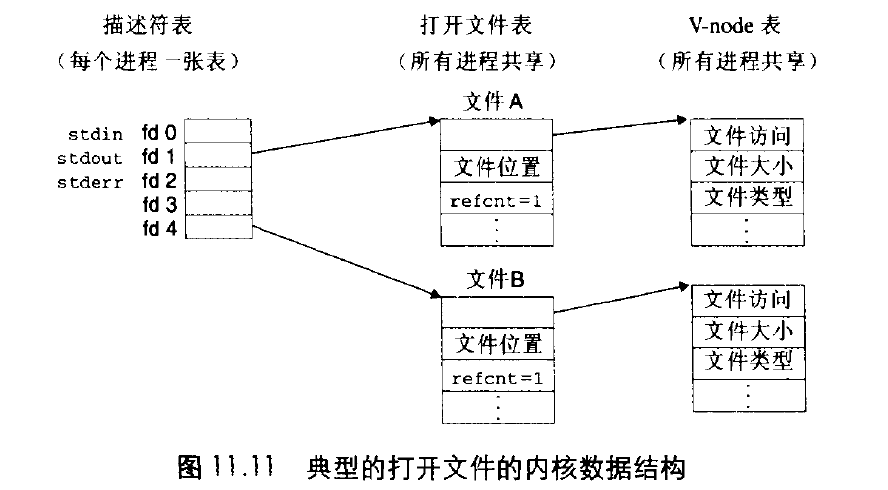 描述符表
（每个进程一张表）
打开文件表
（所有进程共享）
V-node 表
（所有进程共享）
stdin fd 0
stdout fd 1
stderr fd 2
fd 3
fd 4
文件 A
文件位置
refcnt=1
⋮
文件访问
文件大小
文件类型
⋮
文件B
文件位置
refcnt=1
⋮
文件访问
文件大小
文件类型
⋮
图 11.11 典型的打开文件的内核数据结构